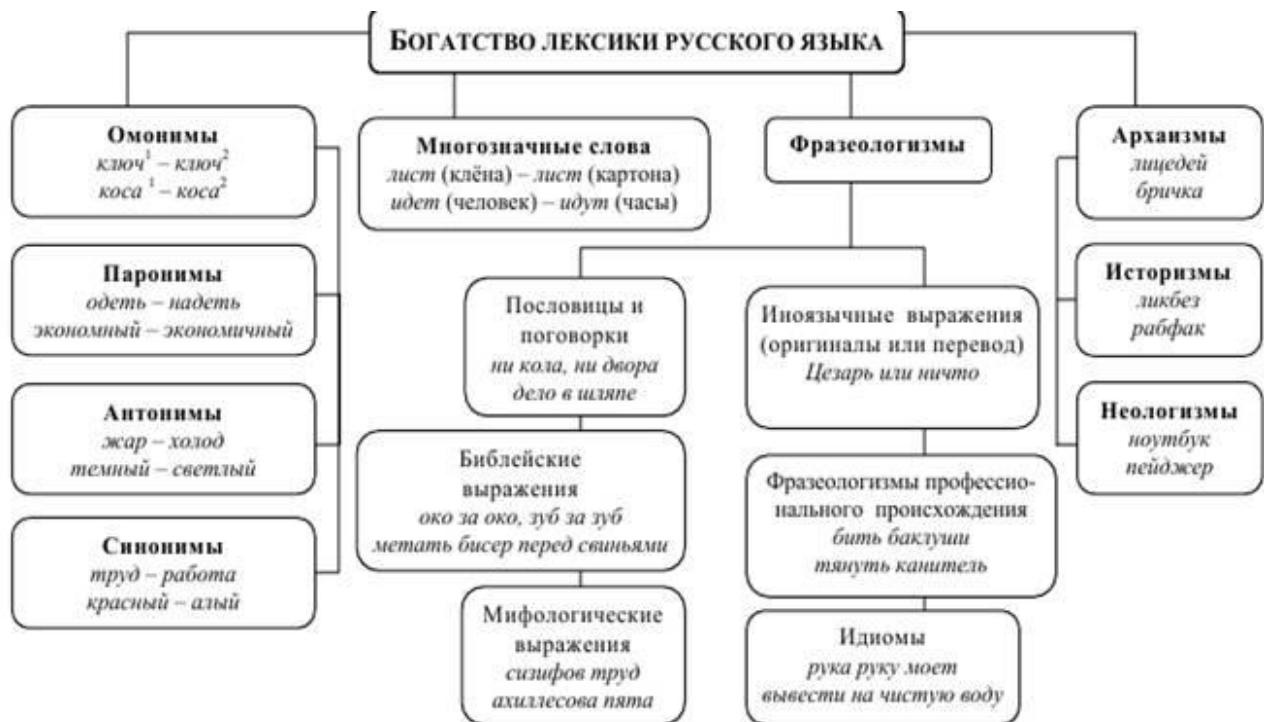 БОГАТСТВО ЛЕКСИКИ РУССКОГО ЯЗЫКА
Омонимы
ключ¹ – ключ²
коса ¹ – коса²
Паронимы
одеть – надеть
экономный – экономичный
Антонимы
жар – холод
темный – светлый
Синонимы
труд – работа
красный – алый
Многозначные слова
лист (клёна) – лист (картона)
идет (человек) – идут (часы)
Фразеологизмы
Пословицы и
поговорки
ни кола, ни двора
дело в шляпе
Библейские
выражения
око за око, зуб за зуб
метать бисер перед свиньями
Мифологические
выражения
сизифов труд
ахиллесова пята
Иноязычные выражения
(оригиналы или перевод)
Цезарь или ничто
Фразеологизмы профессио-
нального происхождения
бить баклуши
тянуть канитель
Идиомы
рука руку моет
вывести на чистую воду
Архаизмы
лицедей
бричка
Историзмы
ликбез
рабфак
Неологизмы
ноутбук
пейджер